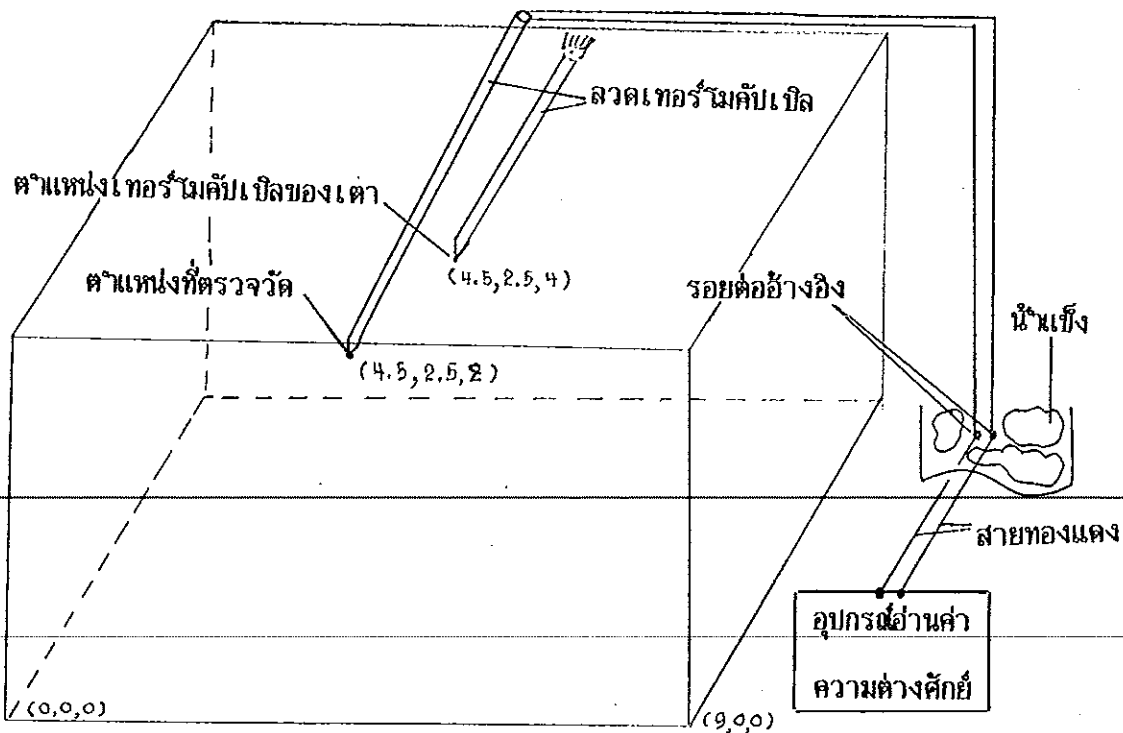 ลวดเทอร์โมคัปเปิล
ตำแหน่งเทอร์โมคัปเปิลของเตา
(4.5,2.5,4)
ตำแหน่งที่ตรวจวัด
รอยต่ออ้างอิง
น้ำแข็ง
(4.5,2.5,2)
สายทองแดง
อุปกรณ์อ่านค่า
ความต่างศักย์
(0,0,0)
(9,0,0)